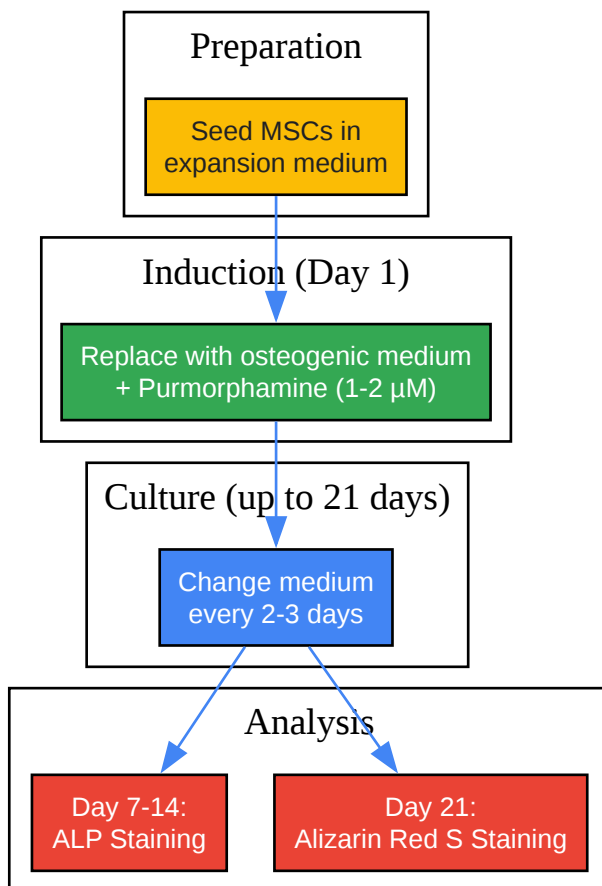 Preparation
Seed MSCs in
expansion medium
Induction (Day 1)
Replace with osteogenic medium
+ Purmorphamine (1-2 µM)
Culture (up to 21 days)
Change medium
every 2-3 days
Analysis
Day 7-14:
ALP Staining
Day 21:
Alizarin Red S Staining